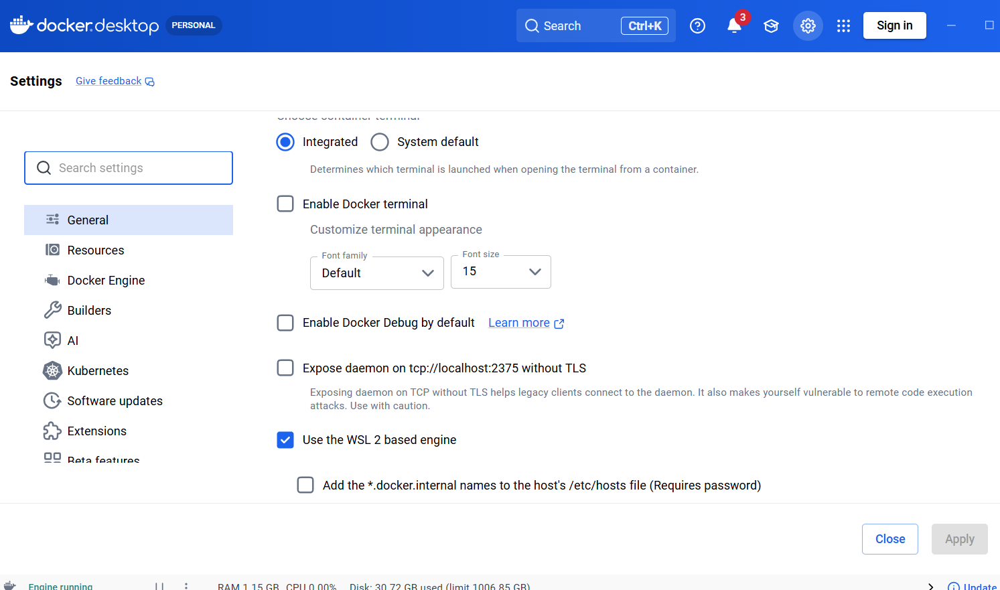 docker.desktop PERSONAL
Search Ctrl+K
3
Sign in
Settings Give feedback
Choose container terminal
Integrated System default
Determines which terminal is launched when opening the terminal from a container.
Search settings
General
Resources
Docker Engine
Builders
AI
Kubernetes
Software updates
Extensions
Beta features
Enable Docker terminal
Customize terminal appearance
Font family
Default
Font size
15
Enable Docker Debug by default Learn more
Expose daemon on tcp://localhost:2375 without TLS
Exposing daemon on TCP without TLS helps legacy clients connect to the daemon. It also makes yourself vulnerable to remote code execution
attacks. Use with caution.
Use the WSL 2 based engine
Add the *.docker.internal names to the host's /etc/hosts file (Requires password)
Close Apply
Engine running RAM 1.15 GB CPU 0.00% Disk: 30.72 GB used (limit 1006.85 GB) Update